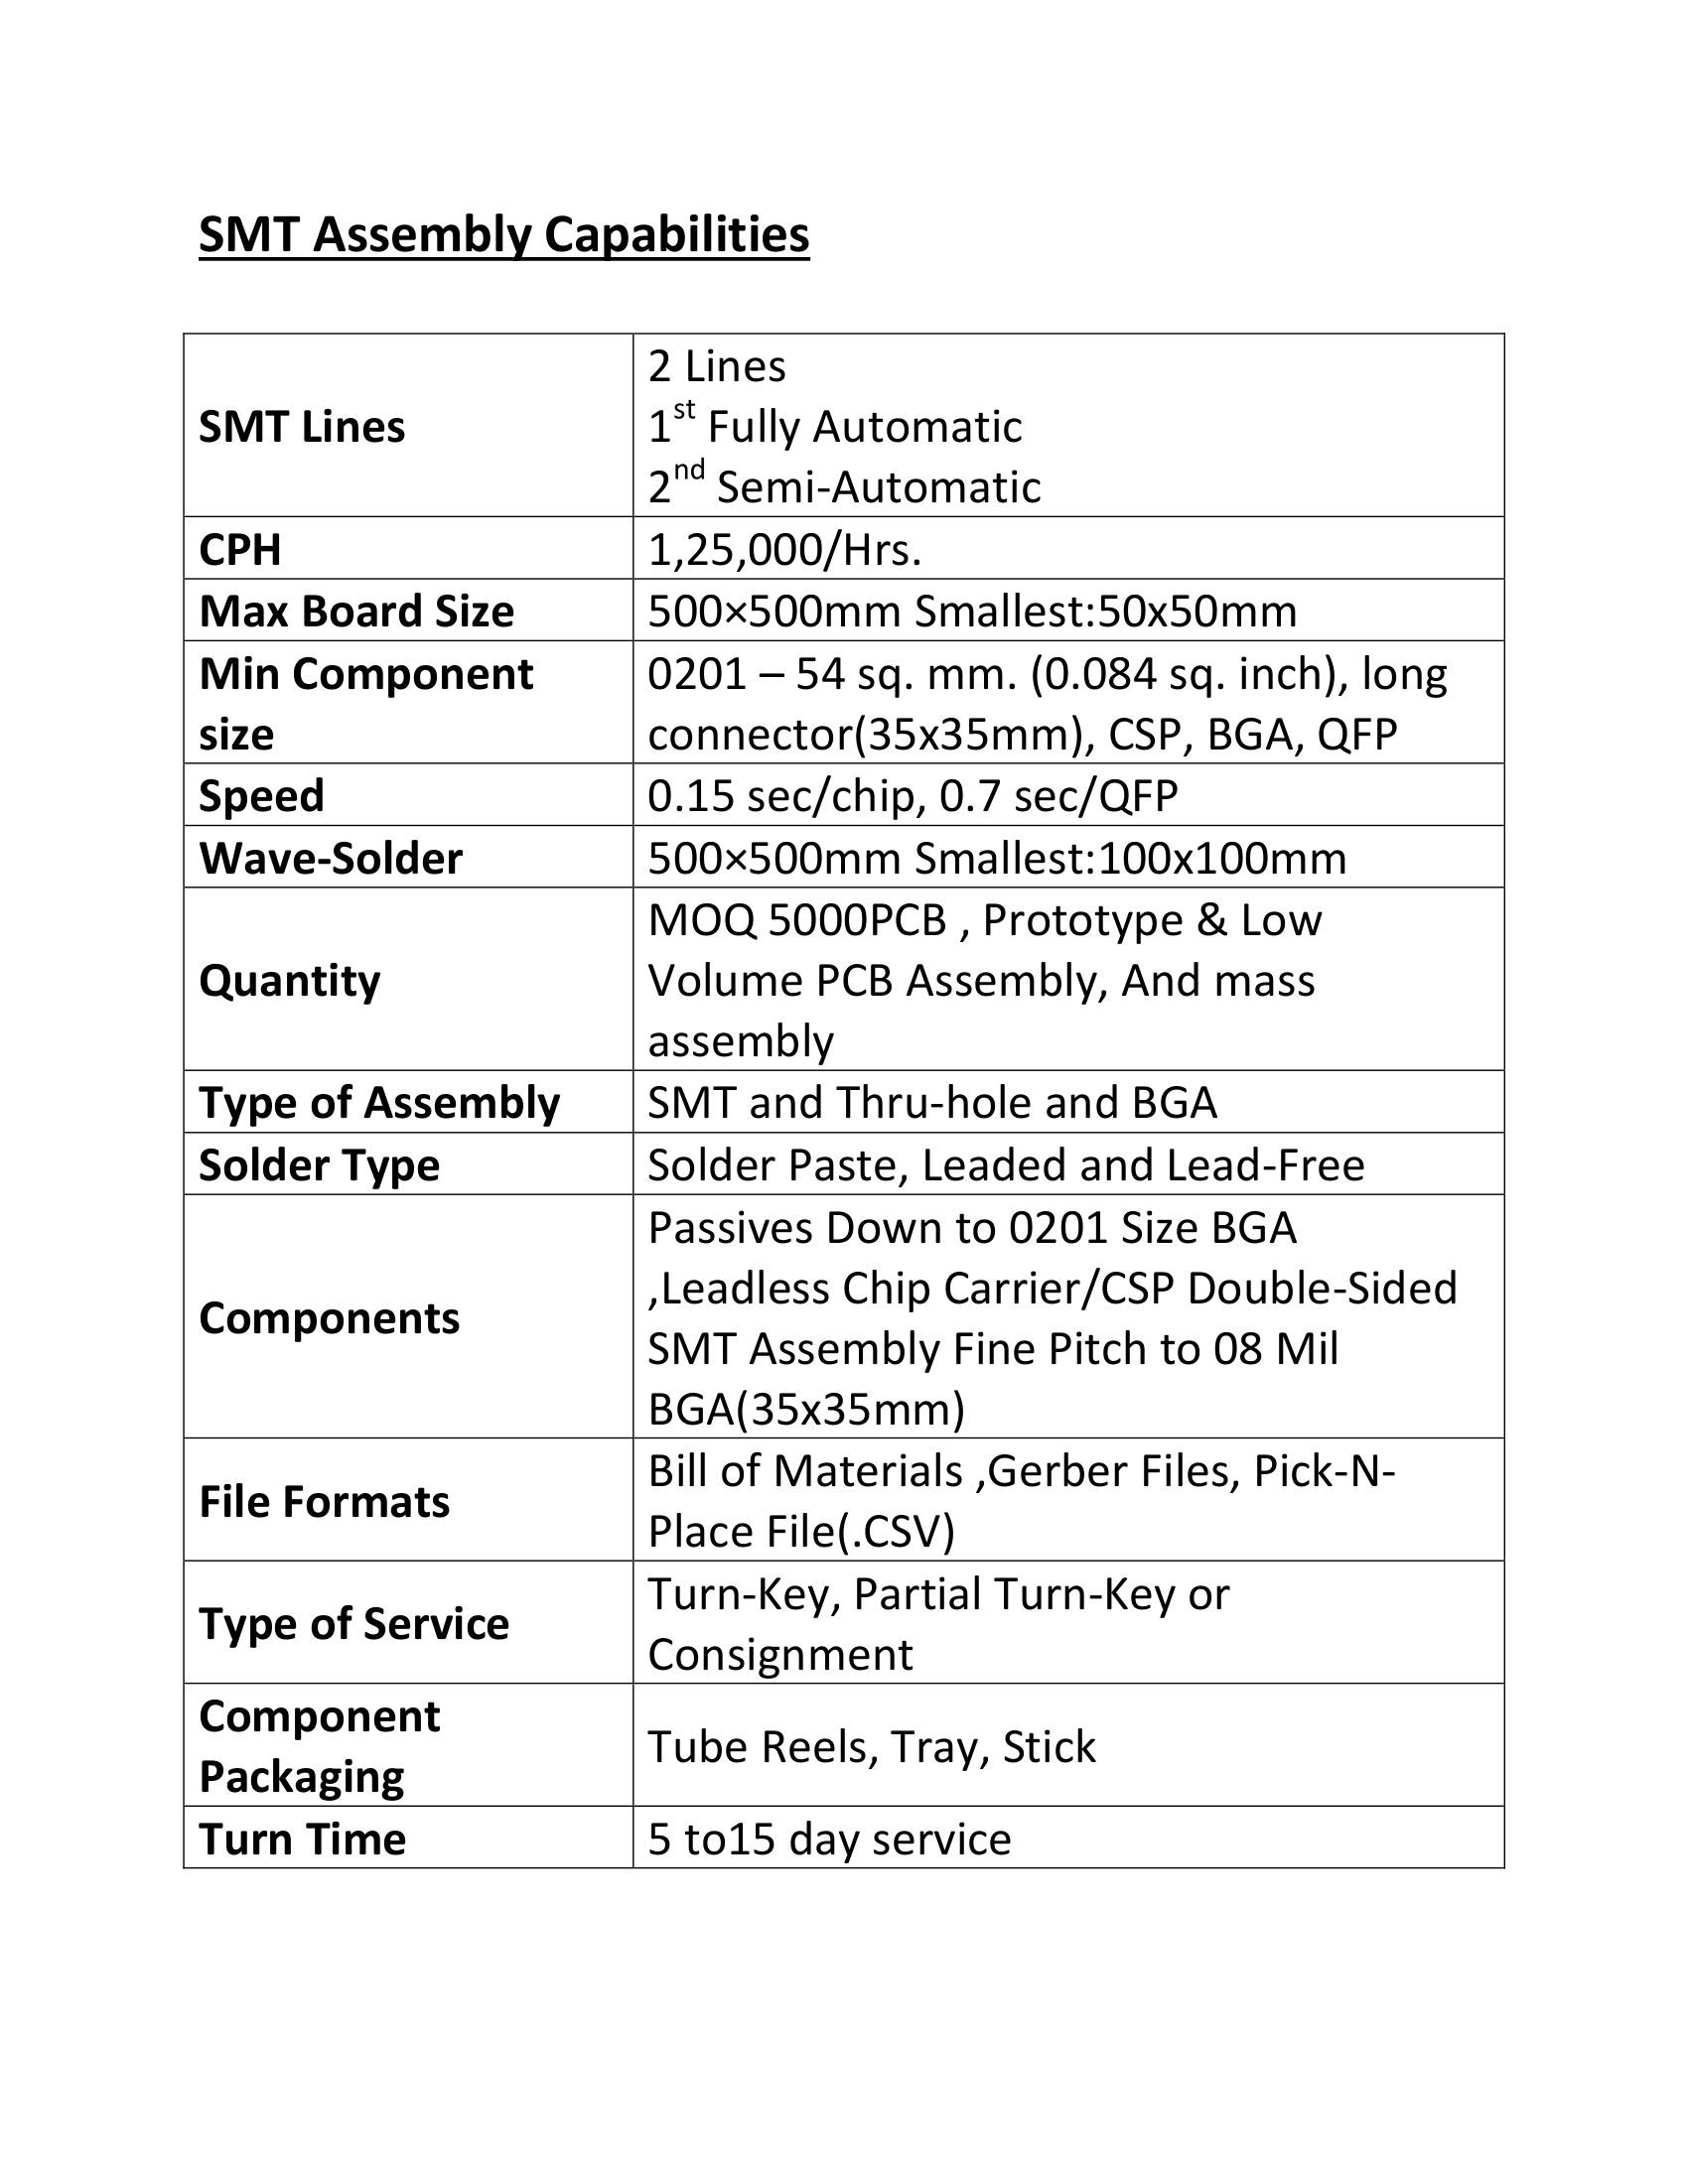 SMT Assembly Capabilities
SMT Lines
2 Lines
1st Fully Automatic
2nd Semi-Automatic
CPH
1,25,000/Hrs.
Max Board Size
500×500mm Smallest:50x50mm
Min Component
size
0201 – 54 sq. mm. (0.084 sq. inch), long
connector(35x35mm), CSP, BGA, QFP
Speed
0.15 sec/chip, 0.7 sec/QFP
Wave-Solder
500×500mm Smallest:100x100mm
Quantity
MOQ 5000PCB , Prototype & Low
Volume PCB Assembly, And mass
assembly
Type of Assembly
SMT and Thru-hole and BGA
Solder Type
Solder Paste, Leaded and Lead-Free
Components
Passives Down to 0201 Size BGA
,Leadless Chip Carrier/CSP Double-Sided
SMT Assembly Fine Pitch to 08 Mil
BGA(35x35mm)
File Formats
Bill of Materials ,Gerber Files, Pick-N-
Place File(.CSV)
Type of Service
Turn-Key, Partial Turn-Key or
Consignment
Component
Packaging
Tube Reels, Tray, Stick
Turn Time
5 to15 day service